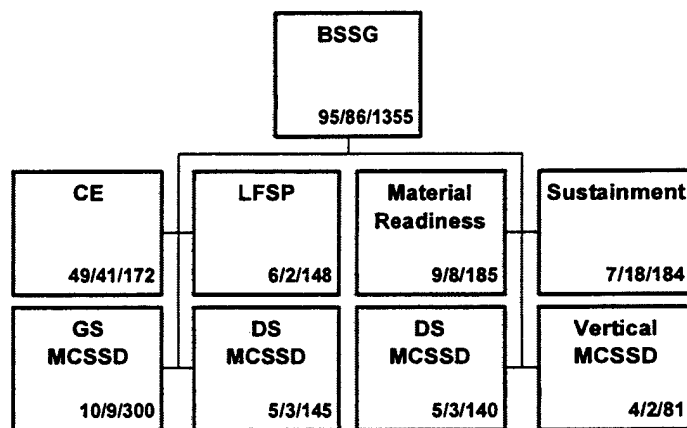 BSSG
95/86/1355
CE
49/41/172
LFSP
6/2/148
Material
Readiness
9/8/185
Sustainment
7/18/184
GS
MCSSD
10/9/300
DS
MCSSD
5/3/145
DS
MCSSD
5/3/140
Vertical
MCSSD
4/2/81